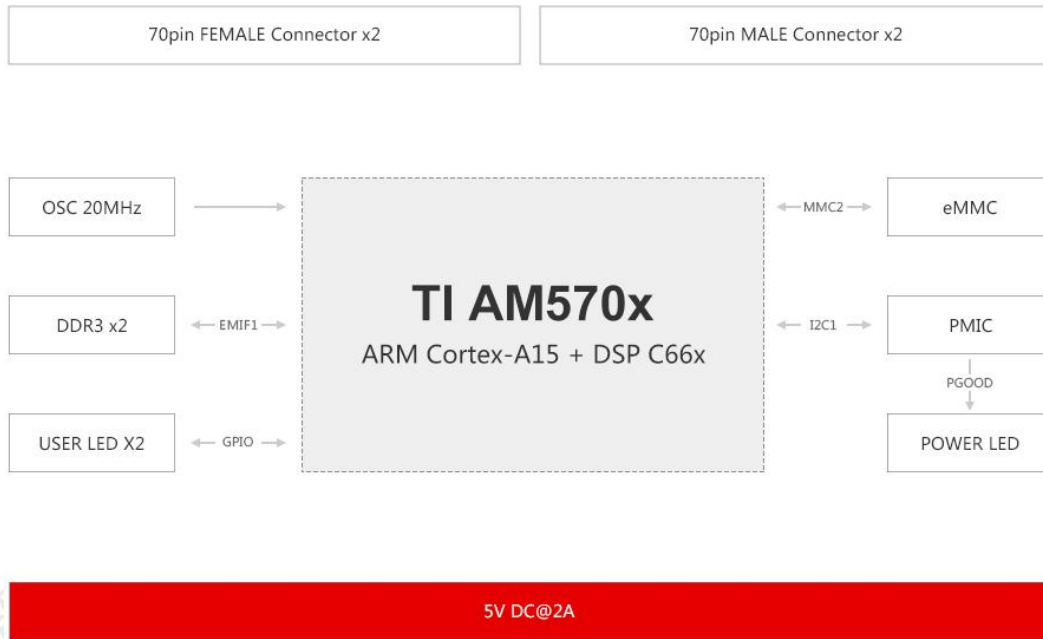 70pin FEMALE Connector x2
70pin MALE Connector x2
OSC 20MHz
MMC2
eMMC
TI AM570x
ARM Cortex-A15 + DSP C66x
DDR3 x2
EMIF1
I2C1
PMIC
PGOOD
USER LED X2
GPIO
POWER LED
5V DC@2A